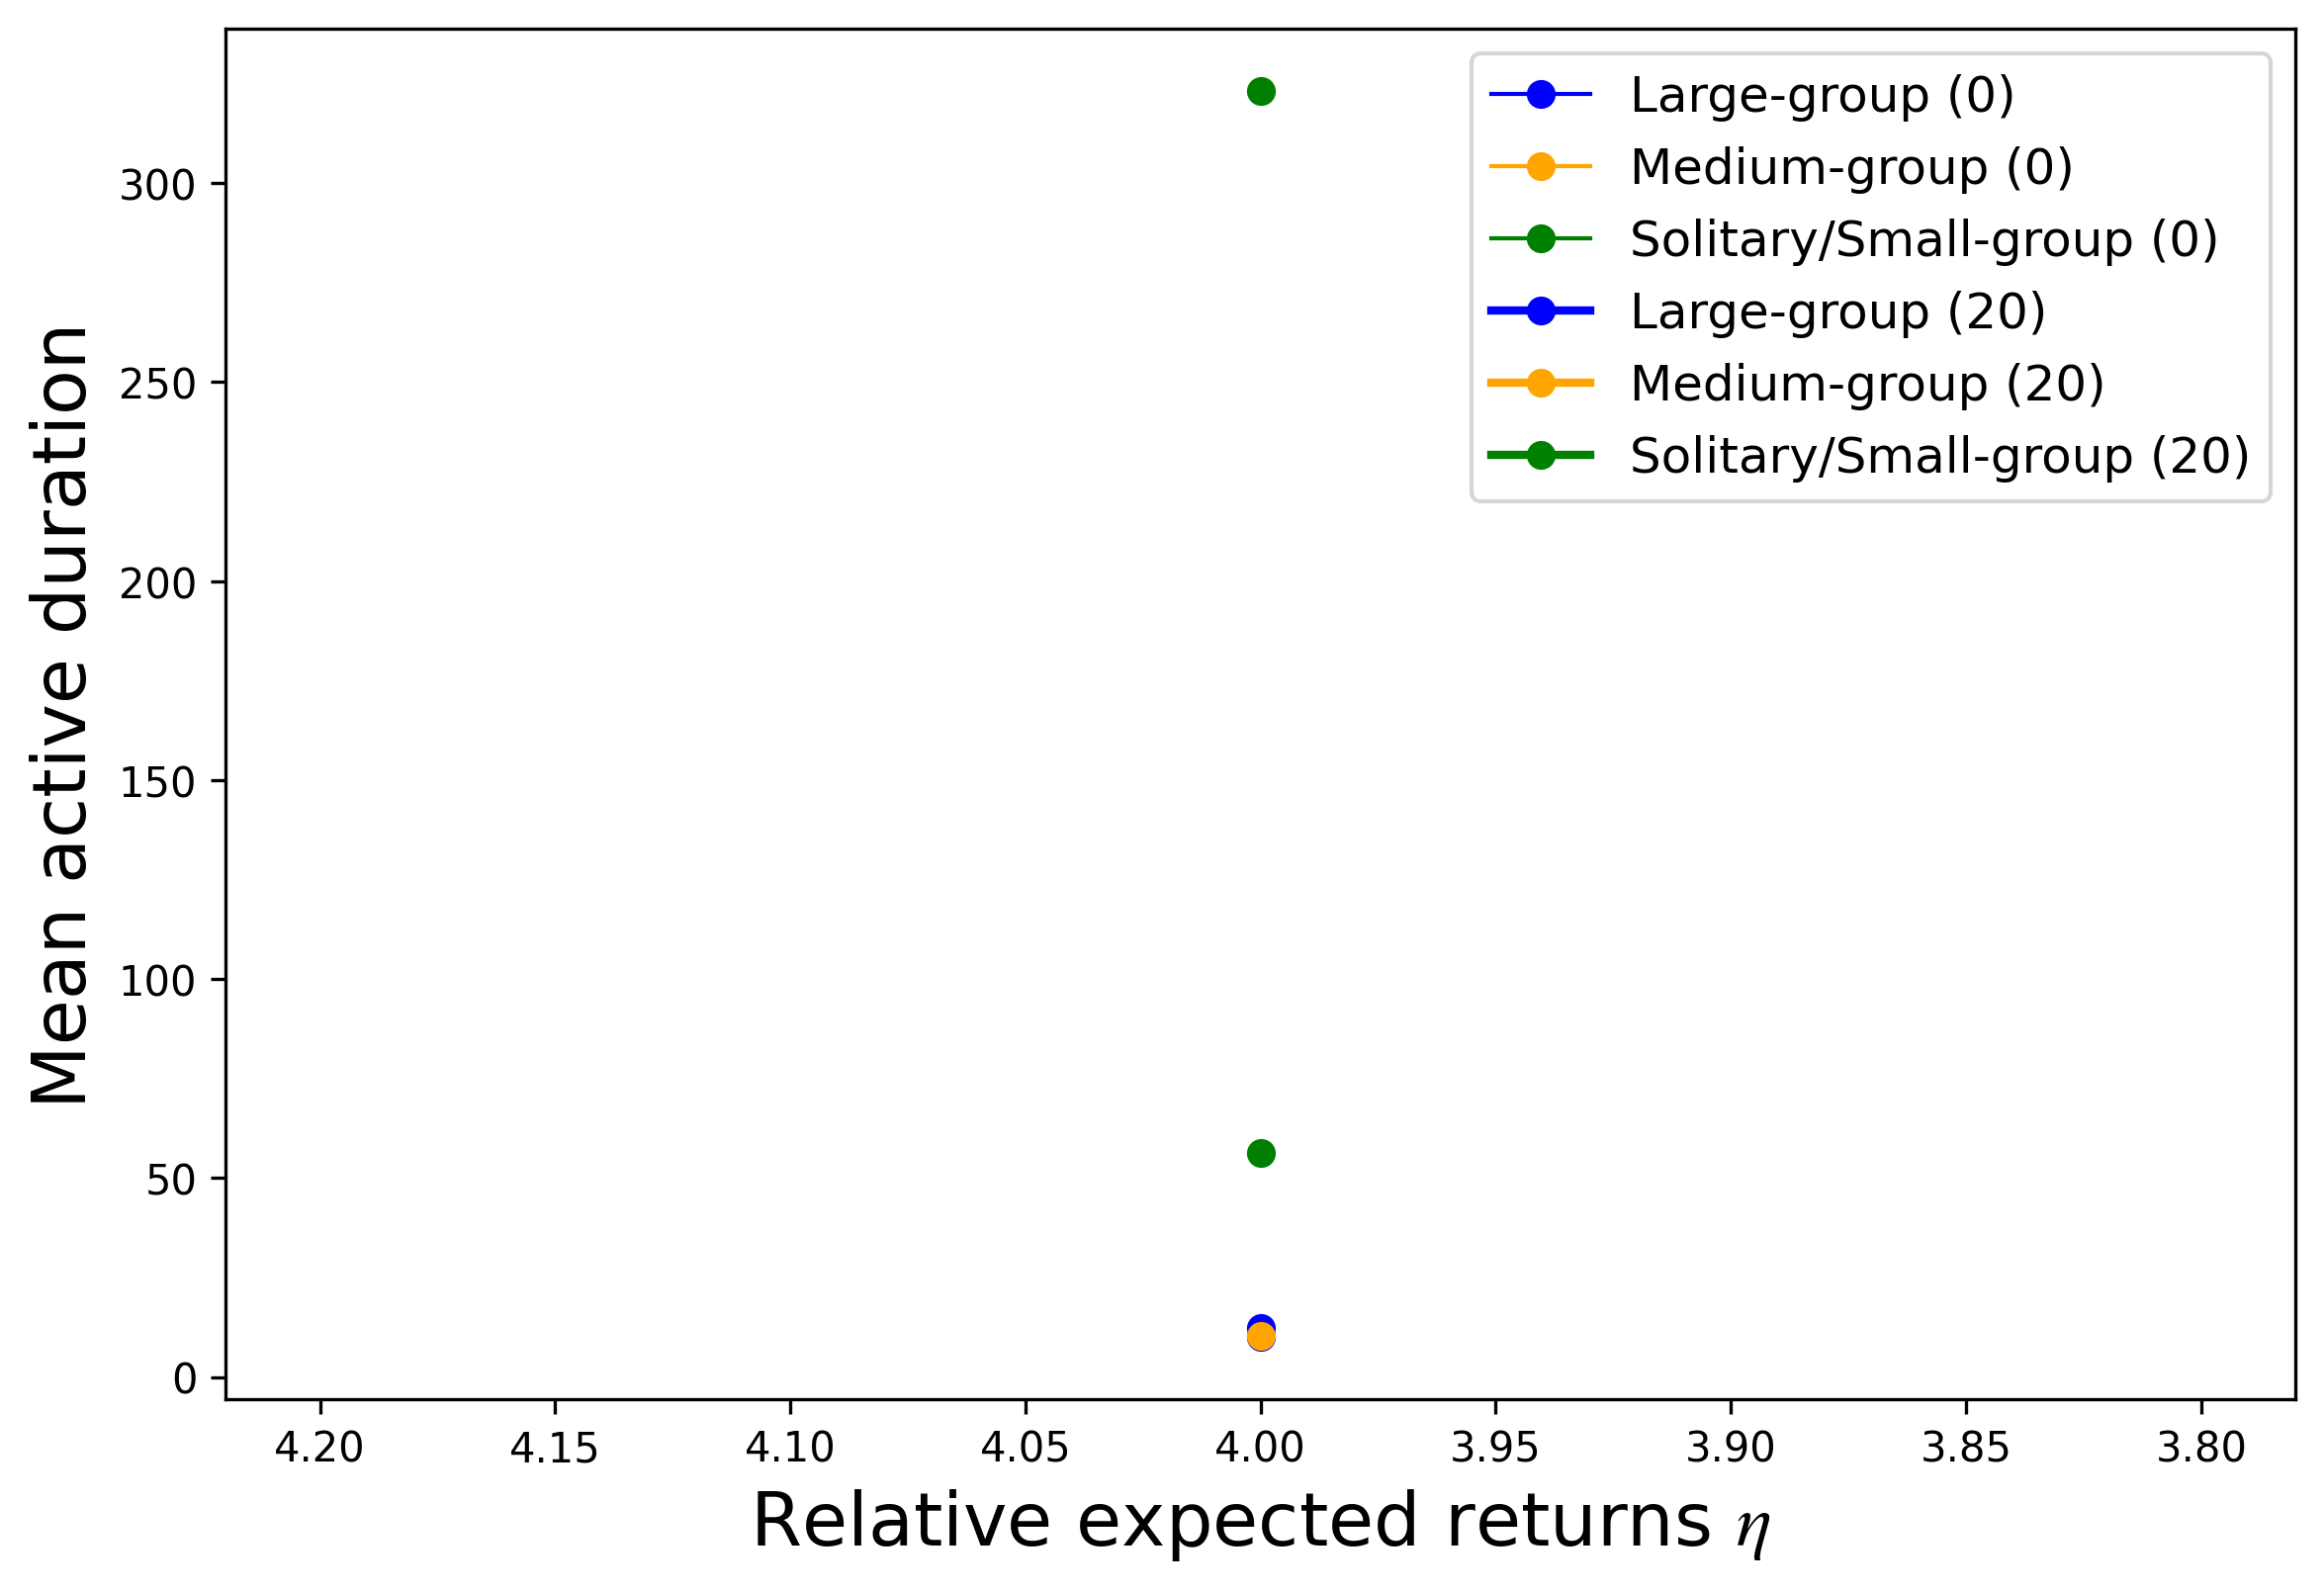 Large-group (0)
Medium-group (0)
Solitary/Small-group (0)
Large-group (20)
Medium-group (20)
Solitary/Small-group (20)
Mean active duration
300
250
200
150
100
50
0
4.20 4.15 4.10 4.05 4.00 3.95 3.90 3.85 3.80
Relative expected returns η